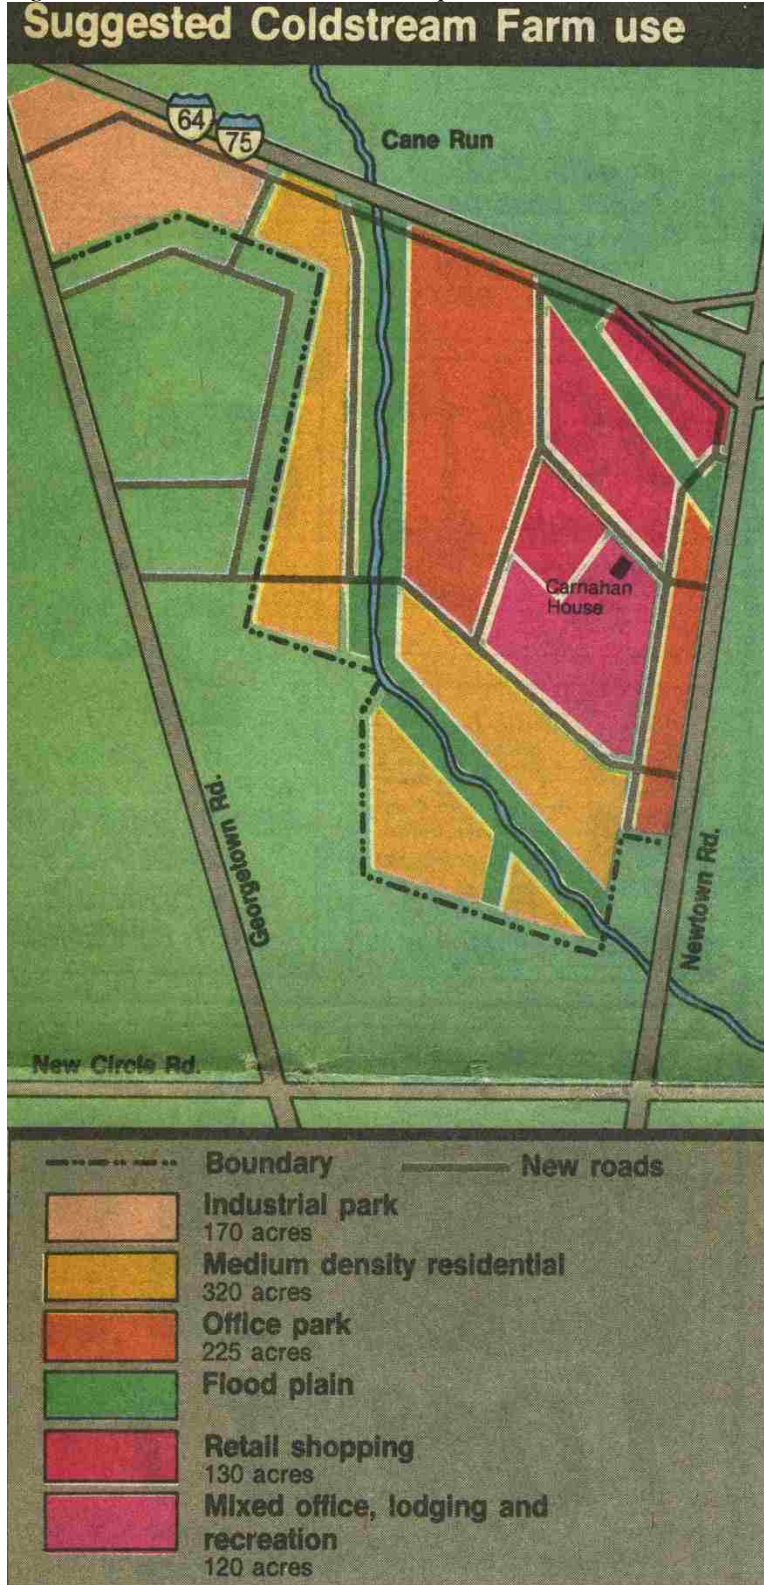 Suggested Coldstream Farm use
64
75
Cane Run
Carnahan
House
Georgetown Rd.
Newtown Rd.
New Circle Rd.
Boundary
New roads
Industrial park
170 acres
Medium density residential
320 acres
Office park
225 acres
Flood plain
Retail shopping
130 acres
Mixed office, lodging and
recreation
120 acres